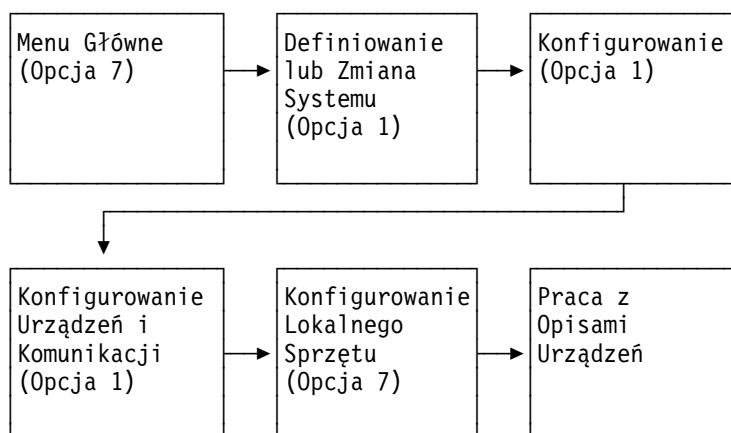 Menu Główne
(Opcja 7)
Definiowanie
lub Zmiana
Systemu
(Opcja 1)
Konfigurowanie
(Opcja 1)
Konfigurowanie
Urządzeń i
Komunikacji
(Opcja 1)
Konfigurowanie
Lokalnego
Sprzętu
(Opcja 7)
Praca z
Opisami
Urządzeń